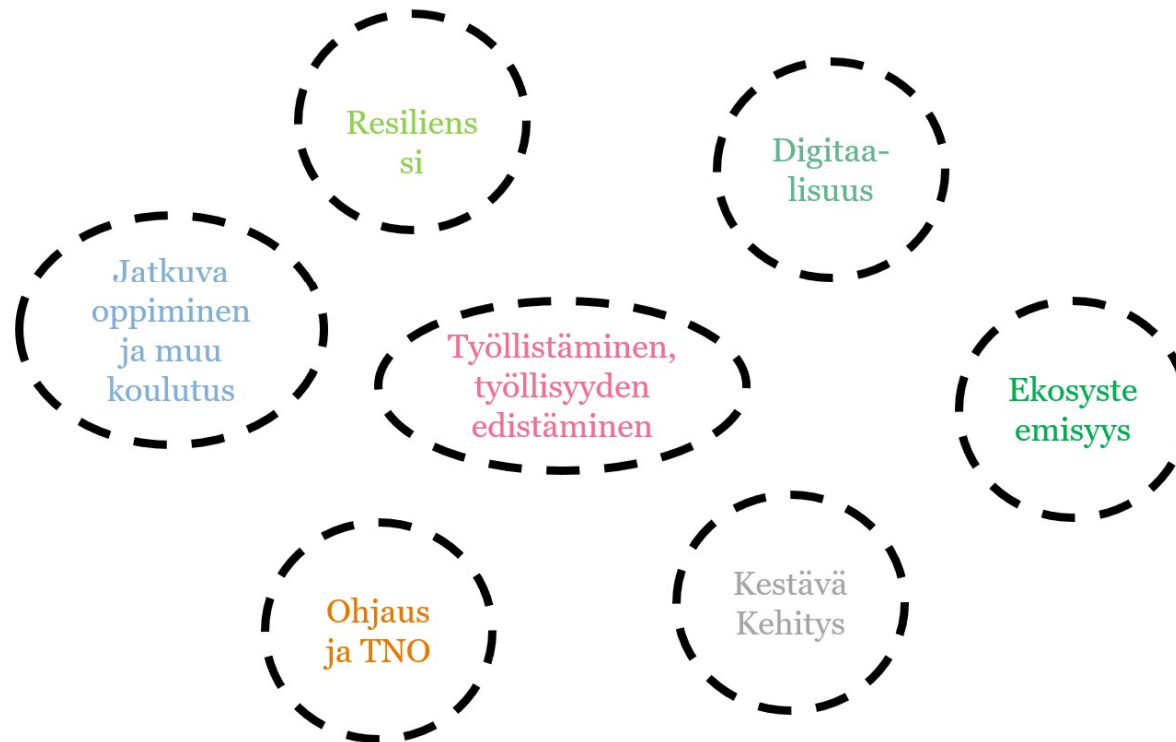 Resiliens
si
Digitaa-
lisuus
Jatkuva
oppiminen
ja muu
koulutus
Työllistäminen,
työllisyyden
edistäminen
Ekosyste
emisyys
Ohjaus
ja TNO
Kestävä
Kehitys